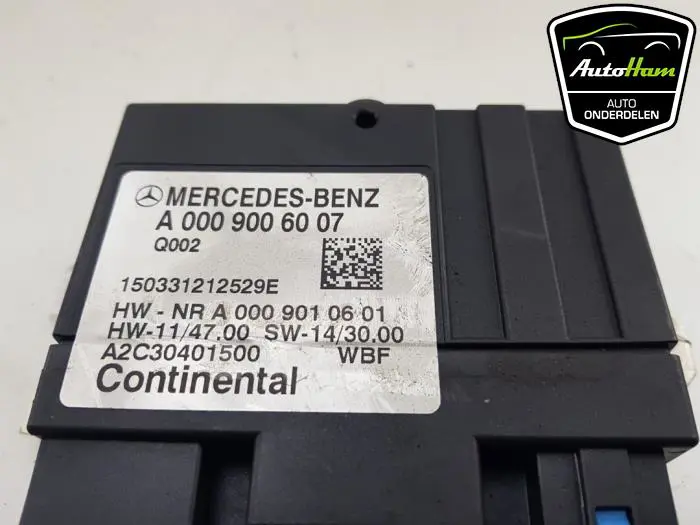 AutoHam
AUTO
ONDERDELEN
MERCEDES-BENZ
A 000 900 60 07
Q002
150331212529E
HW - NR A 000 901 06 01
HW-11/47.00 SW-14/30.00
A2C30401500 WBF
Continental